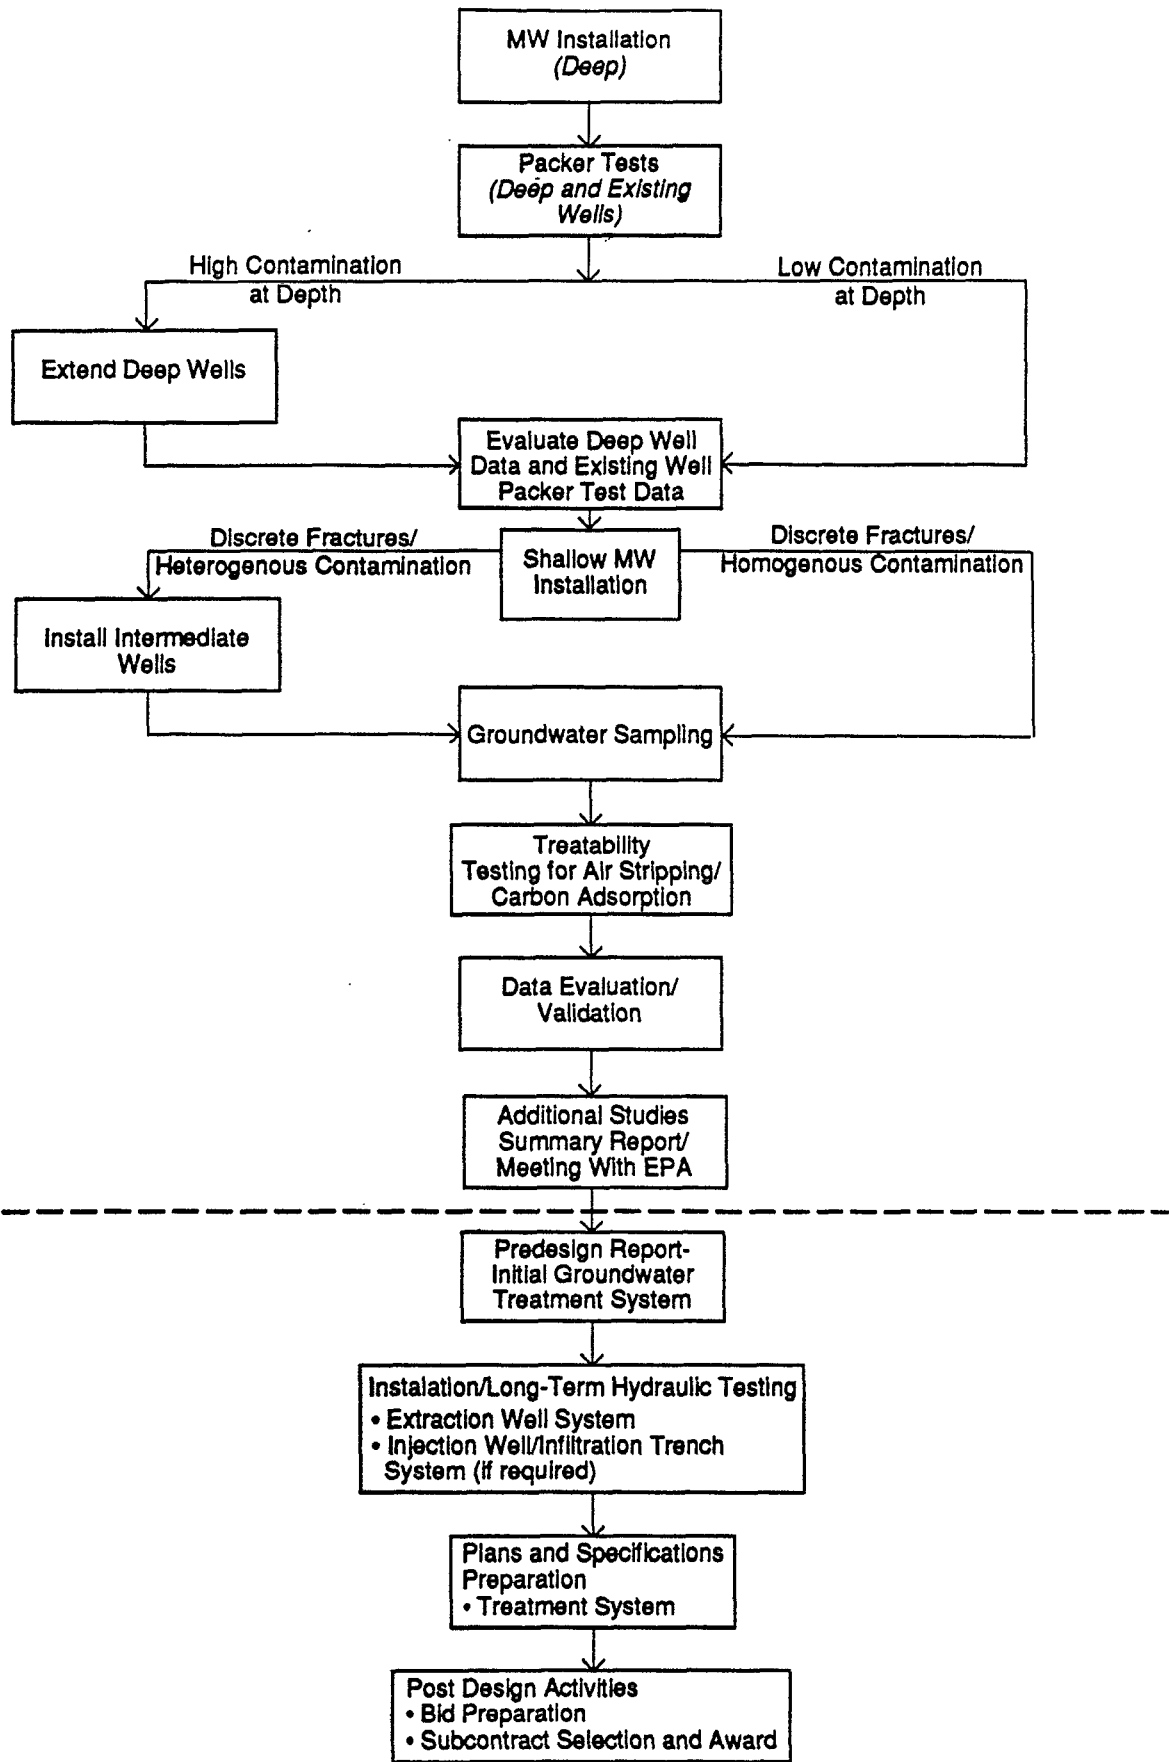 MW Installation
(Deep)
Packer Tests
(Deep and Existing
Wells)
High Contamination
at Depth
Low Contamination
at Depth
Extend Deep Wells
Evaluate Deep Well
Data and Existing Well
Packer Test Data
Discrete Fractures/
Heterogenous Contamination
Shallow MW
Installation
Discrete Fractures/
Homogenous Contamination
Install Intermediate
Wells
Groundwater Sampling
Treatability
Testing for Air Stripping/
Carbon Adsorption
Data Evaluation/
Validation
Additional Studies
Summary Report/
Meeting With EPA
Predesign Report-
Initial Groundwater
Treatment System
Instalation/Long-Term Hydraulic Testing
• Extraction Well System
• Injection Well/Infiltration Trench
System (if required)
Plans and Specifications
Preparation
• Treatment System
Post Design Activities
• Bid Preparation
• Subcontract Selection and Award